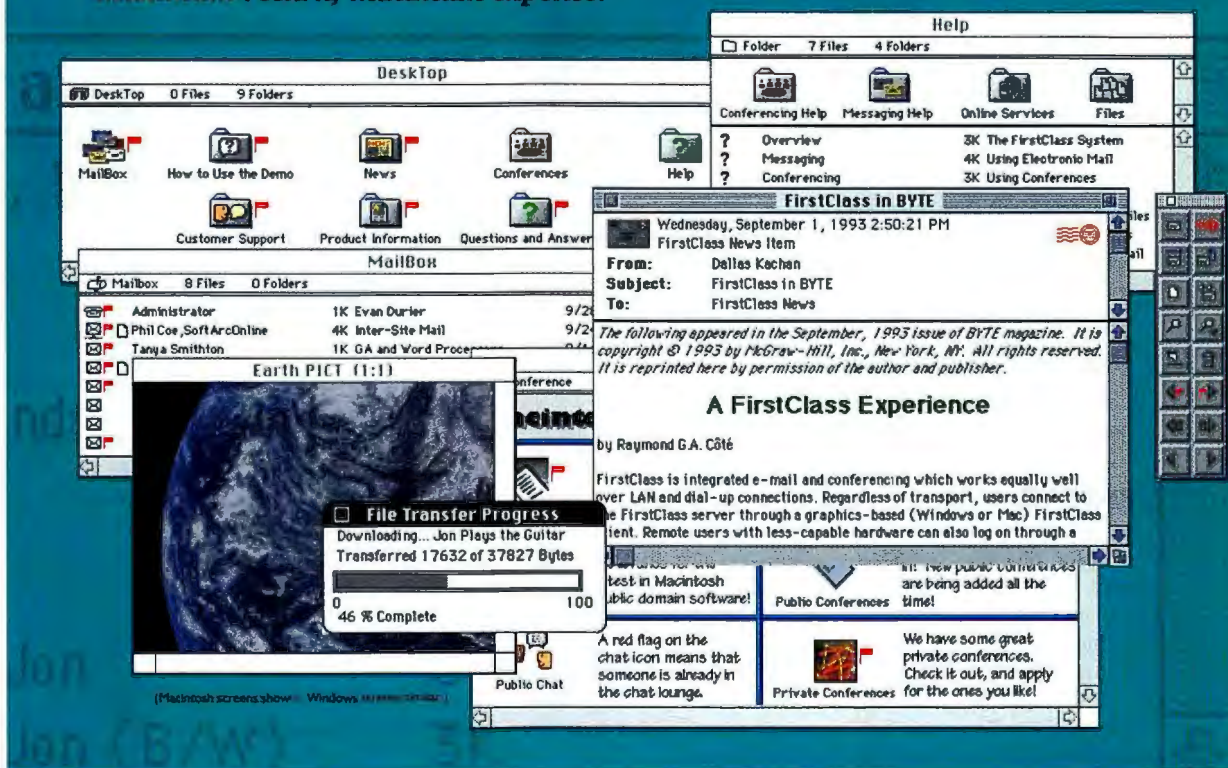 Help
Folder 7 Files 4 Folders
Conferencing Help Messaging Help Online Services Files
? Overview 3K The FirstClass System
? Messaging 4K Using Electronic Mail
? Conferencing 3K Using Conferences
DeskTop
DeskTop 0 Files 9 Folders
MailBox How to Use the Demo News Conferences Help
Customer Support Product Information Questions and Answer
MailBox
Mailbox 8 Files 0 Folders
Administrator 1K Evan Durler 9/2
Phil Coe,SoftArcOnline 4K Inter-Site Mail 9/2
Tanya Smithton 1K GA and Word
FirstClass in BYTE
Wednesday, September 1, 1993 2:50:21 PM
FirstClass News Item
From: Dallas Kachan
Subject: FirstClass in BYTE
To: FirstClass News
The following appeared in the September, 1993 issue of BYTE magazine. It is
copyright © 1993 by McGraw-Hill, Inc., New York, NY. All rights reserved.
It is reprinted here by permission of the author and publisher.
A FirstClass Experience
by Raymond G.A. Côté
FirstClass is integrated e-mail and conferencing which works equally well
over LAN and dial-up connections. Regardless of transport, users connect to
FirstClass server through a graphics-based (Windows or Mac) FirstClass
Remote users with less-capable hardware can also log on through a
Earth PICT (1:1)
File Transfer Progress
Downloading... Jon Plays the Guitar
Transferred 17632 of 37827 Bytes
0 100
46 % Complete
in Macintosh
domain software!
Public Conferences
in! New public conferences
are being added all the
time!
Public Chat
A red flag on the
chat icon means that
someone is already in
the chat lounge.
Private Conferences
We have some great
private conferences.
Check it out, and apply
for the ones you like!
(Macintosh screens show Windows
Jon
Jon (B/W)